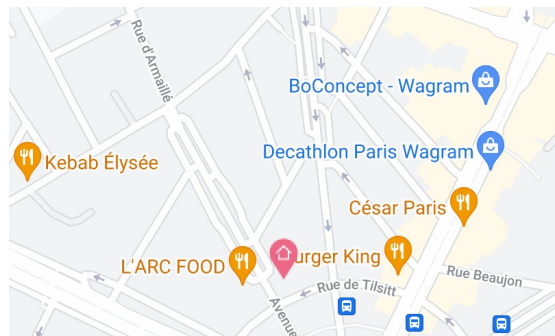 Rue d'Armaillé
BoConcept - Wagram
Decathlon Paris Wagram
Kebab Élysée
César Paris
L'ARC FOOD
urger King
Rue Beaujon
Rue de Tilsitt
Avenue